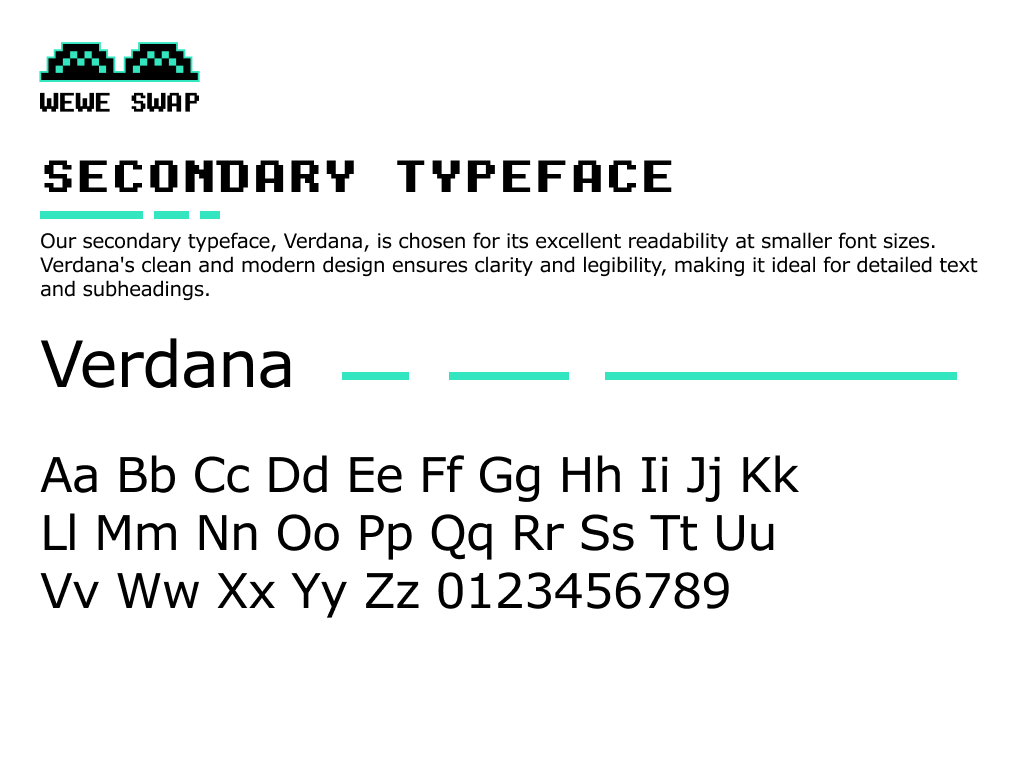 WEWE SWAP
SECONDARY TYPEFACE
Our secondary typeface, Verdana, is chosen for its excellent readability at smaller font sizes.
Verdana's clean and modern design ensures clarity and legibility, making it ideal for detailed text
and subheadings.
Verdana
Aa Bb Cc Dd Ee Ff Gg Hh Ii Jj Kk
Ll Mm Nn Oo Pp Qq Rr Ss Tt Uu
Vv Ww Xx Yy Zz 0123456789